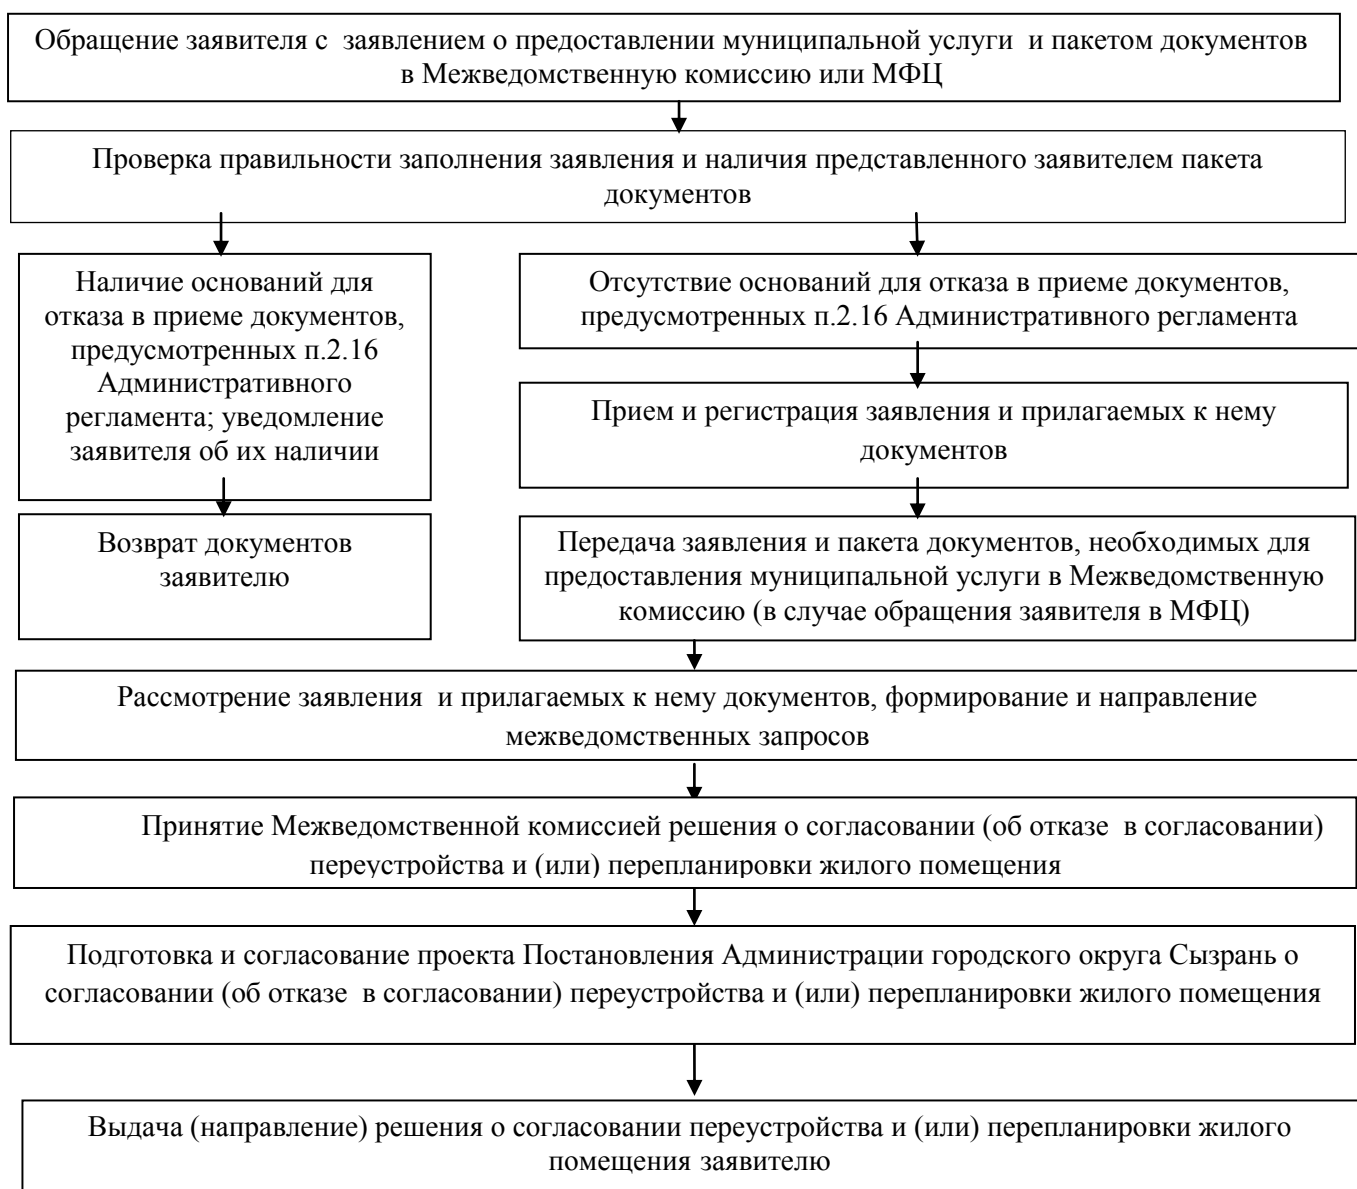 Обращение заявителя с  заявлением о предоставлении муниципальной услуги  и пакетом документов
в Межведомственную комиссию или МФЦ
Проверка правильности заполнения заявления и наличия представленного заявителем пакета
документов
Наличие оснований для
отказа в приеме документов,
предусмотренных п.2.16
Административного
регламента; уведомление
заявителя об их наличии
Отсутствие оснований для отказа в приеме документов,
предусмотренных п.2.16 Административного регламента
Прием и регистрация заявления и прилагаемых к нему
документов
Возврат документов
заявителю
Передача заявления и пакета документов, необходимых для
предоставления муниципальной услуги в Межведомственную
комиссию (в случае обращения заявителя в МФЦ)
Рассмотрение заявления  и прилагаемых к нему документов, формирование и направление
межведомственных запросов
Принятие Межведомственной комиссией решения о согласовании (об отказе  в согласовании)
переустройства и (или) перепланировки жилого помещения
Подготовка и согласование проекта Постановления Администрации городского округа Сызрань о
согласовании (об отказе  в согласовании) переустройства и (или) перепланировки жилого помещения
Выдача (направление) решения о согласовании переустройства и (или) перепланировки жилого
помещения заявителю